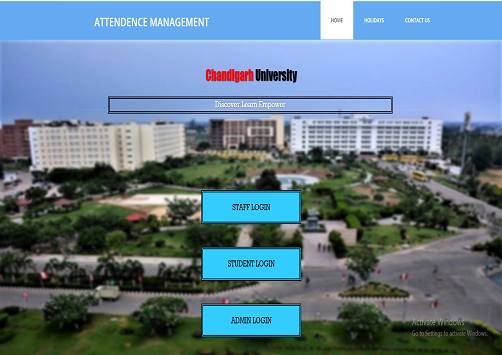 ATTENDENCE MANAGEMENT
HOME
HOLIDAYS
CONTACT US
Chandigarh University
Discover.Learn.Empower
STAFF LOGIN
STUDENT LOGIN
ADMIN LOGIN
Activate Windows
Go to Settings to activate Windows.